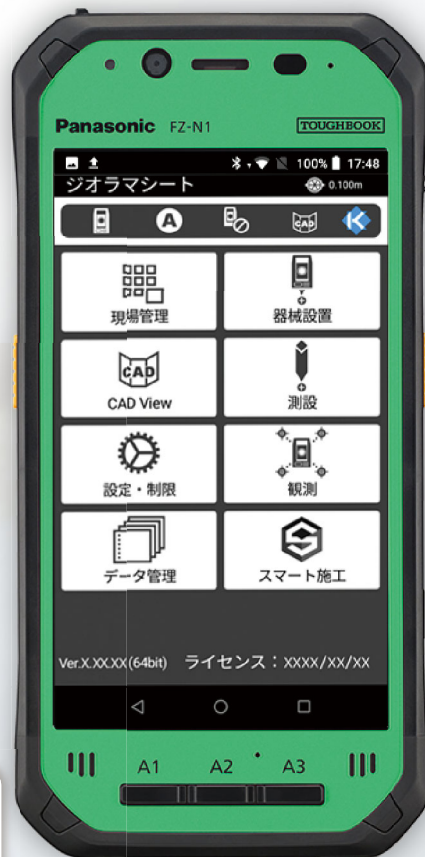 Panasonic FZ-N1 TOUGHBOOK
100% 17:48
ジオラマシート 0.100m
A CAD K
現場管理 器械設置
CAD
CAD View 測設
設定・制限 観測
データ管理 スマート施工
Ver.X.XX.XX(64bit) ライセンス:XXXX/XX/XX
A1 A2 A3